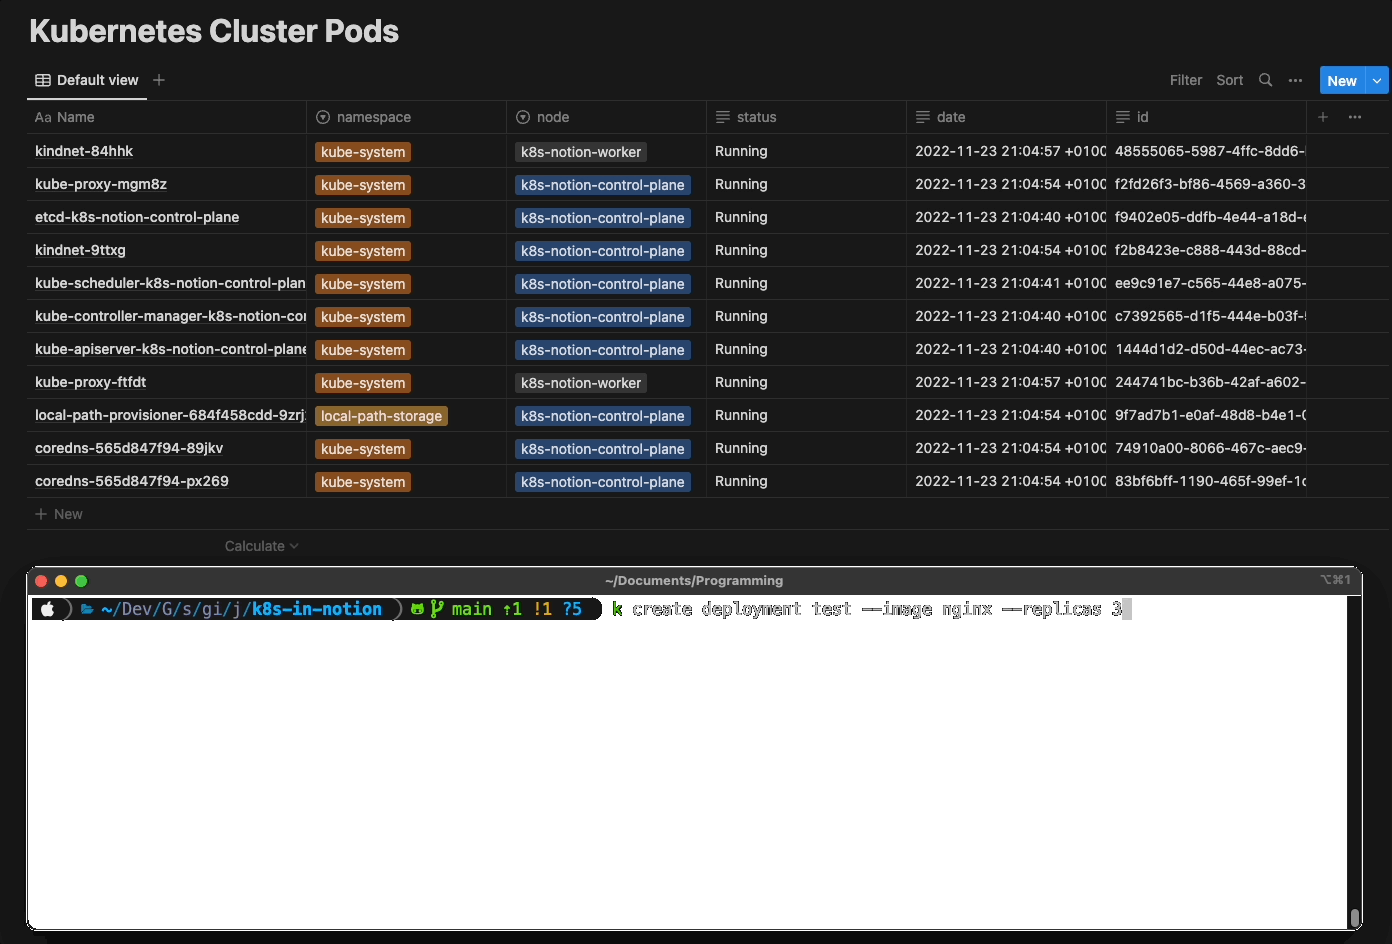 Kubernetes Cluster Pods
Default view
Filter Sort New
Aa Name namespace node status date id
kindnet-84hhk kube-system k8s-notion-worker Running 2022-11-23 21:04:57 +0100 48555065-5987-4ffc-8dd6-
kube-proxy-mgm8z kube-system k8s-notion-control-plane Running 2022-11-23 21:04:54 +0100 f2fd26f3-bf86-4569-a360-3
etcd-k8s-notion-control-plane kube-system k8s-notion-control-plane Running 2022-11-23 21:04:40 +0100 f9402e05-ddfb-4e44-a18d-
kindnet-9ttxg kube-system k8s-notion-control-plane Running 2022-11-23 21:04:54 +0100 f2b8423e-c888-443d-88cd-
kube-scheduler-k8s-notion-control-plan kube-system k8s-notion-control-plane Running 2022-11-23 21:04:41 +0100 ee9c91e7-c565-44e8-a075-
kube-controller-manager-k8s-notion-co kube-system k8s-notion-control-plane Running 2022-11-23 21:04:40 +0100 c7392565-d1f5-444e-b03f-
kube-apiserver-k8s-notion-control-plane kube-system k8s-notion-control-plane Running 2022-11-23 21:04:40 +0100 1444d1d2-d50d-44ec-ac73-
kube-proxy-ftfdt kube-system k8s-notion-worker Running 2022-11-23 21:04:57 +0100 244741bc-b36b-42af-a602-
local-path-provisioner-684f458cdd-9zrj local-path-storage k8s-notion-control-plane Running 2022-11-23 21:04:54 +0100 9f7ad7b1-e0af-48d8-b4e1-
coredns-565d847f94-89jkv kube-system k8s-notion-control-plane Running 2022-11-23 21:04:54 +0100 74910a00-8066-467c-aec9-
coredns-565d847f94-px269 kube-system k8s-notion-control-plane Running 2022-11-23 21:04:54 +0100 83bf6bff-1190-465f-99ef-1
New
Calculate
~/Documents/Programming ⌥⌘1
~/Dev/G/s/gi/j/k8s-in-notion main ⇡1 !1 ?5 k create deployment test --image nginx --replicas 3